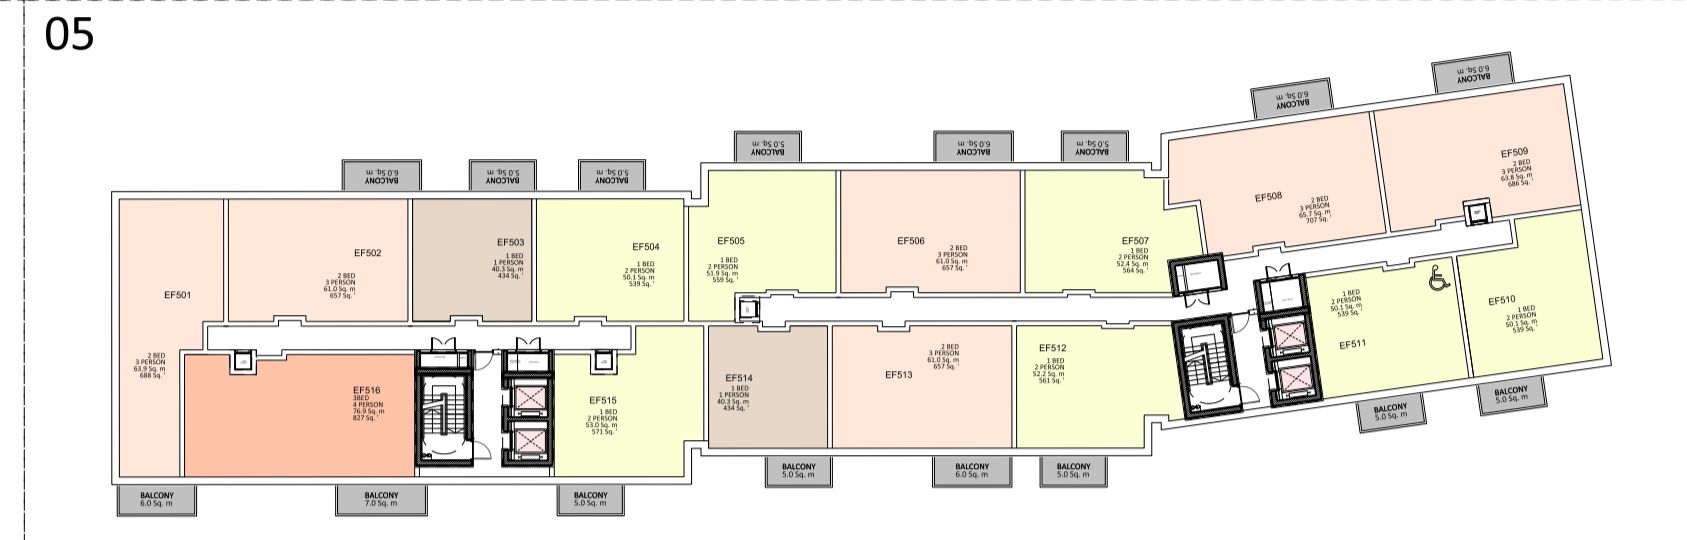 05
BALCONY
6.0 Sq. m
BALCONY
5.0 Sq. m
BALCONY
5.0 Sq. m
BALCONY
5.0 Sq. m
BALCONY
6.0 Sq. m
BALCONY
5.0 Sq. m
BALCONY
6.0 Sq. m
BALCONY
6.0 Sq. m
EF501
2 BED
3 PERSON
63.9 Sq. m
688 Sq. '
EF502
2 BED
3 PERSON
61.0 Sq. m
657 Sq. '
EF503
1 BED
1 PERSON
40.3 Sq. m
434 Sq. '
EF504
1 BED
2 PERSON
50.1 Sq. m
539 Sq. '
EF505
1 BED
2 PERSON
51.9 Sq. m
559 Sq. '
EF506
2 BED
3 PERSON
61.0 Sq. m
657 Sq. '
EF507
1 BED
2 PERSON
52.4 Sq. m
564 Sq. '
EF508
2 BED
3 PERSON
65.7 Sq. m
707 Sq. '
EF509
2 BED
3 PERSON
63.8 Sq. m
686 Sq. '
EF510
1 BED
2 PERSON
50.1 Sq. m
539 Sq. '
1 BED
2 PERSON
50.1 Sq. m
539 Sq. '
EF511
EF512
1 BED
2 PERSON
52.2 Sq. m
561 Sq. '
2 BED
3 PERSON
61.0 Sq. m
657 Sq. '
EF513
EF514
1 BED
1 PERSON
40.3 Sq. m
434 Sq. '
EF515
1 BED
2 PERSON
53.0 Sq. m
571 Sq. '
EF516
3BED
4 PERSON
76.9 Sq. m
827 Sq. '
BALCONY
6.0 Sq. m
BALCONY
7.0 Sq. m
BALCONY
5.0 Sq. m
BALCONY
5.0 Sq. m
BALCONY
6.0 Sq. m
BALCONY
5.0 Sq. m
BALCONY
5.0 Sq. m
BALCONY
5.0 Sq. m